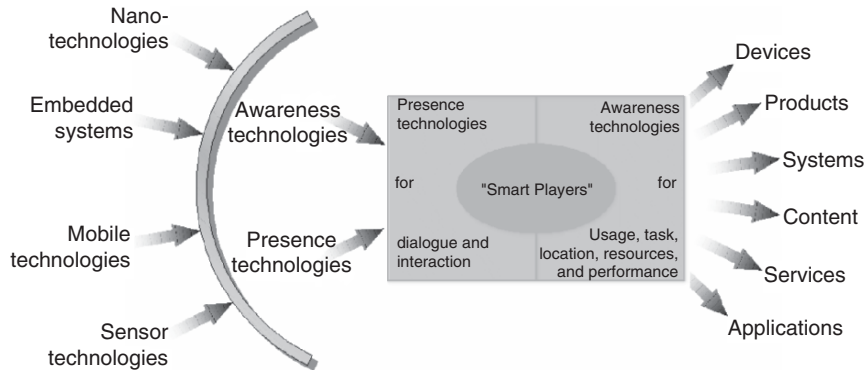 Nano-
technologies
Embedded
systems
Mobile
technologies
Sensor
technologies
Awareness
technologies
Presence
technologies
Presence
technologies
for
dialogue and
interaction
"Smart Players"
Awareness
technologies
for
Usage, task,
location, resources,
and performance
Devices
Products
Systems
Content
Services
Applications